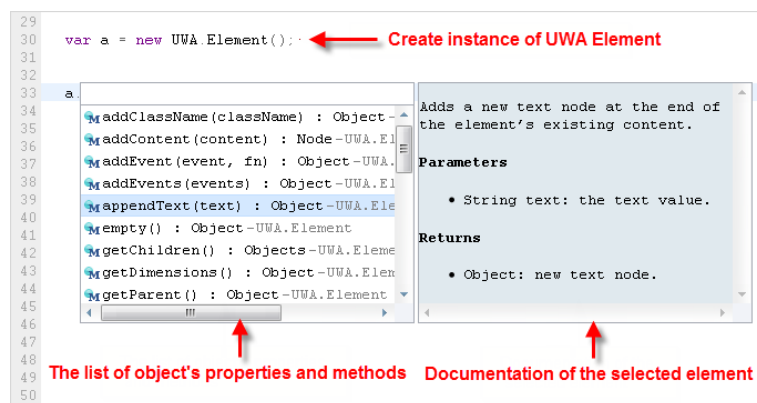 29
30 var a = new UWA.Element(); Create instance of UWA Element
31
32
33 a.
34 addClassName(className) : Object -
35 addContent(content) : Node - UWA.El
36 addEvent(event, fn) : Object - UWA.
37 addEvents(events) : Object - UWA.El
38 appendText(text) : Object - UWA.Ele
39 empty() : Object - UWA.Element
40 getChildren() : Objects - UWA.Eleme
41 getDimensions() : Object - UWA.Elem
42 getParent() : Object - UWA.Element
43
44
45
46
47
48
49
50
Adds a new text node at the end of
the element's existing content.
Parameters
• String text: the text value.
Returns
• Object: new text node.
The list of object's properties and methods
Documentation of the selected element